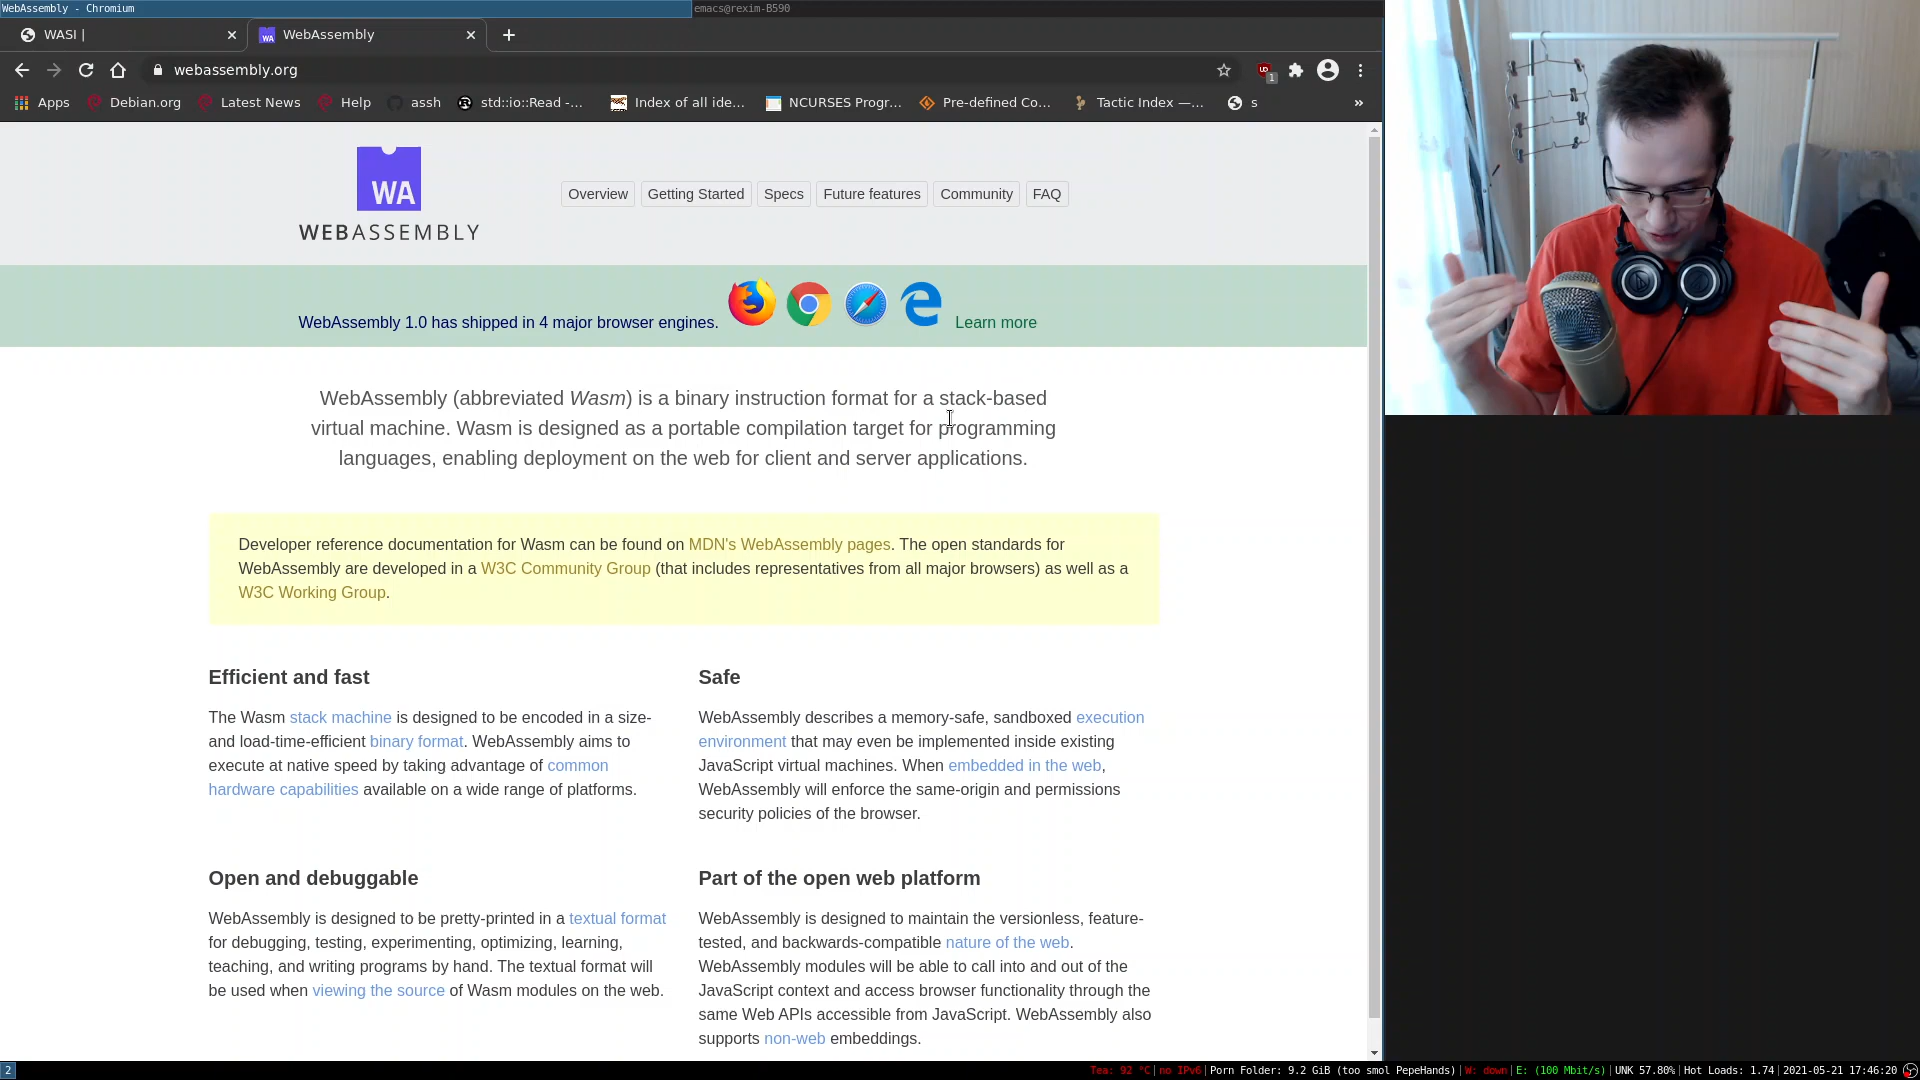 WebAssembly - Chromium
emacs@rexim-B590
WASI |
WebAssembly
webassembly.org
1
Apps
Debian.org
Latest News
Help
assh
std::io::Read -...
Index of all ide...
NCURSES Progr...
Pre-defined Co...
Tactic Index —...
s
»
WA
WEBASSEMBLY
Overview
Getting Started
Specs
Future features
Community
FAQ
WebAssembly 1.0 has shipped in 4 major browser engines.
Learn more
WebAssembly (abbreviated Wasm) is a binary instruction format for a stack-based
virtual machine. Wasm is designed as a portable compilation target for programming
languages, enabling deployment on the web for client and server applications.
Developer reference documentation for Wasm can be found on MDN's WebAssembly pages. The open standards for
WebAssembly are developed in a W3C Community Group (that includes representatives from all major browsers) as well as a
W3C Working Group.
Efficient and fast
The Wasm stack machine is designed to be encoded in a size-
and load-time-efficient binary format. WebAssembly aims to
execute at native speed by taking advantage of common
hardware capabilities available on a wide range of platforms.
Safe
WebAssembly describes a memory-safe, sandboxed execution
environment that may even be implemented inside existing
JavaScript virtual machines. When embedded in the web,
WebAssembly will enforce the same-origin and permissions
security policies of the browser.
Open and debuggable
WebAssembly is designed to be pretty-printed in a textual format
for debugging, testing, experimenting, optimizing, learning,
teaching, and writing programs by hand. The textual format will
be used when viewing the source of Wasm modules on the web.
Part of the open web platform
WebAssembly is designed to maintain the versionless, feature-
tested, and backwards-compatible nature of the web.
WebAssembly modules will be able to call into and out of the
JavaScript context and access browser functionality through the
same Web APIs accessible from JavaScript. WebAssembly also
supports non-web embeddings.
2
Tea: 92 °C|no IPv6|Porn Folder: 9.2 GiB (too smol PepeHands)|W: down|E: (100 Mbit/s)|UNK 57.80%|Hot Loads: 1.74|2021-05-21 17:46:20